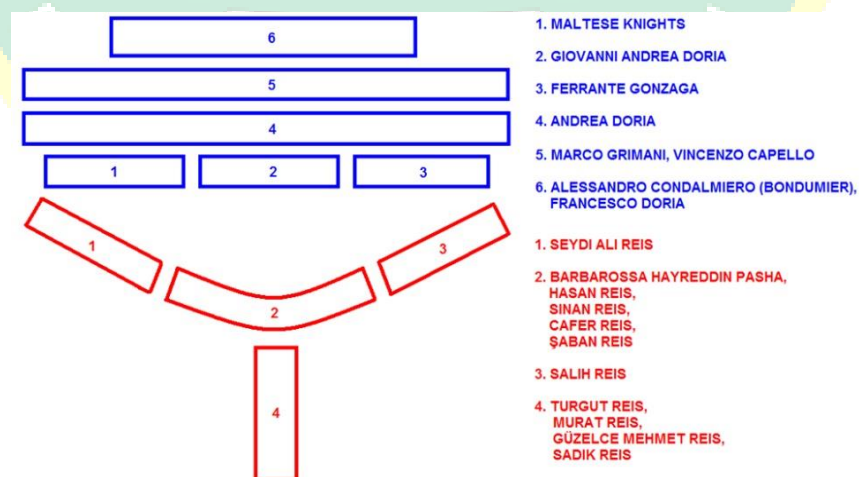 6
5
4
1 2 3
1 3
2
4
1. MALTESE KNIGHTS
2. GIOVANNI ANDREA DORIA
3. FERRANTE GONZAGA
4. ANDREA DORIA
5. MARCO GRIMANI, VINCENZO CAPELLO
6. ALESSANDRO CONDALMIERO (BONDUMIER),
FRANCESCO DORIA
1. SEYDI ALI REIS
2. BARBAROSSA HAYREDDIN PASHA,
HASAN REIS,
SINAN REIS,
CAFER REIS,
ŞABAN REIS
3. SALIH REIS
4. TURGUT REIS,
MURAT REIS,
GÜZELCE MEHMET REIS,
SADIK REIS